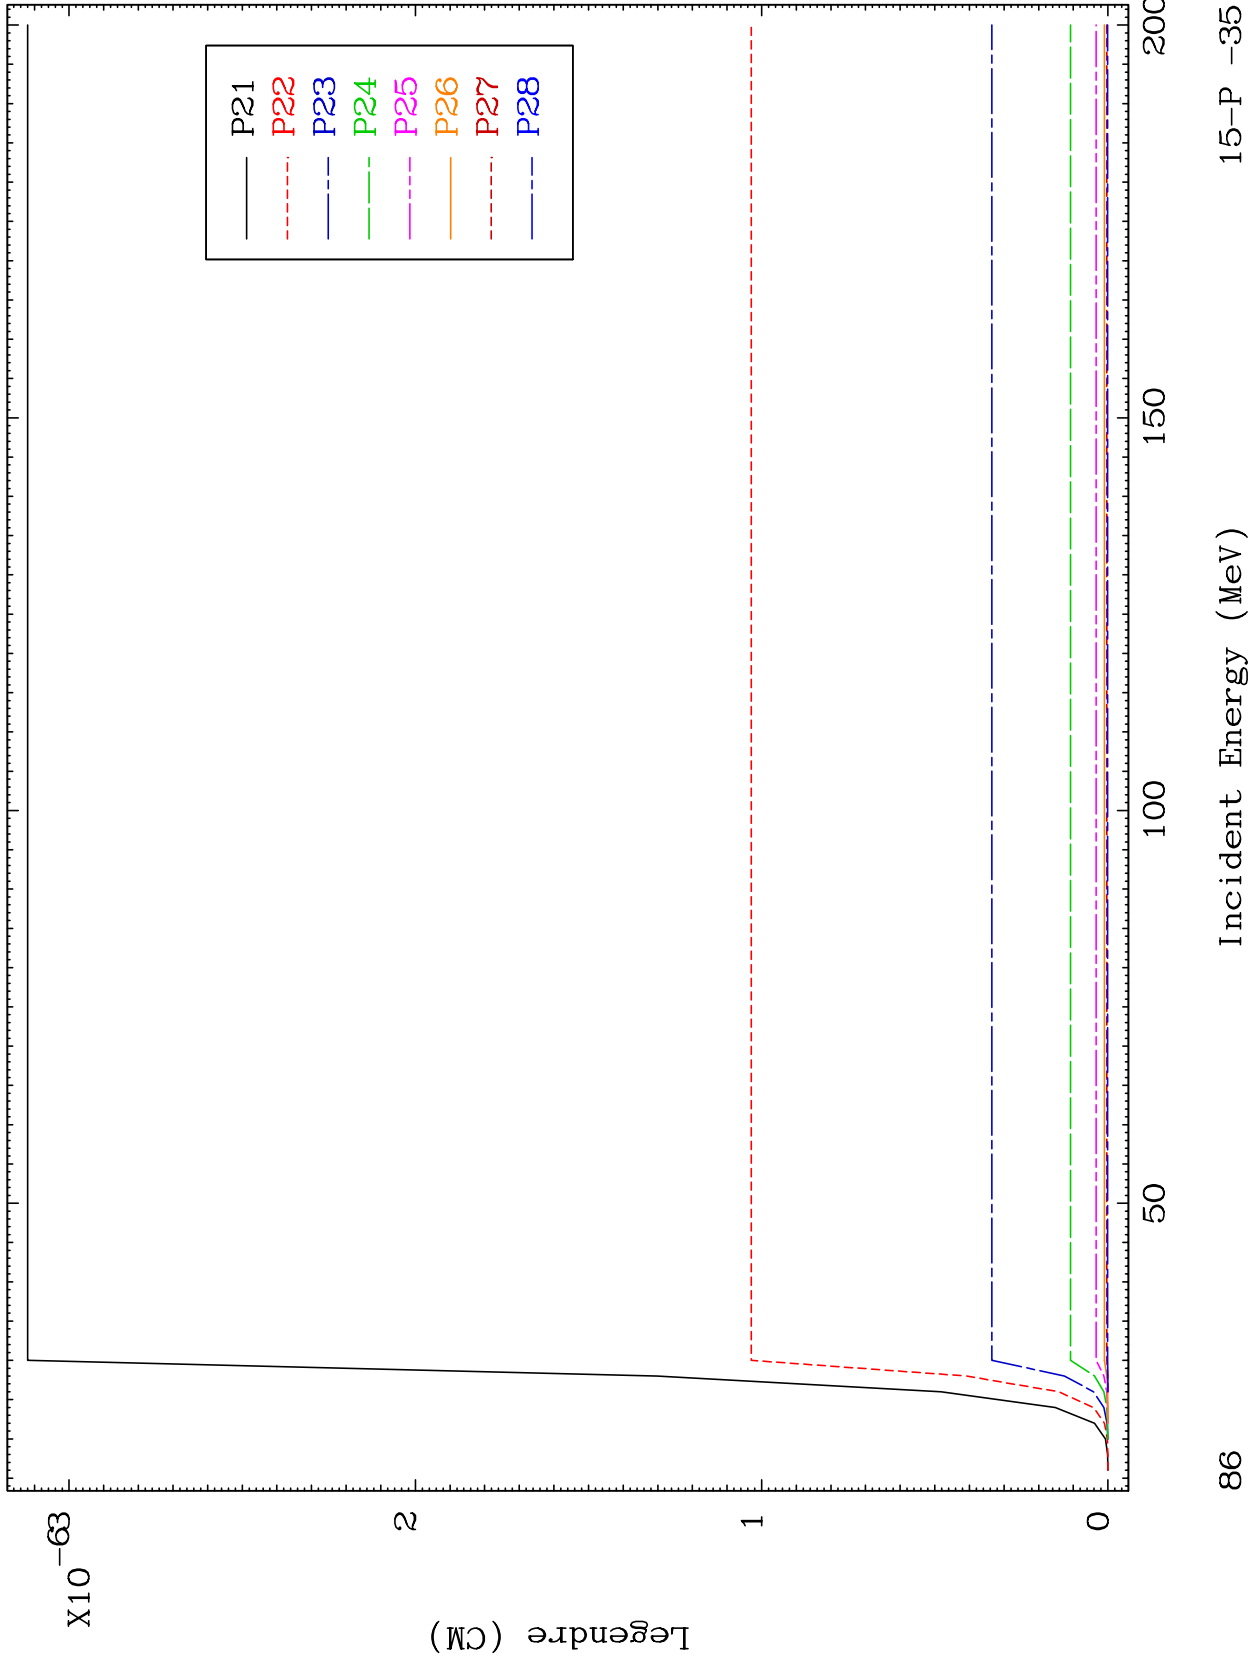 X10 -63
2
1
0
Legendre (CM)
P21
P22
P23
P24
P25
P26
P27
P28
50
100
150
200
Incident Energy (MeV)
86
15-P -35